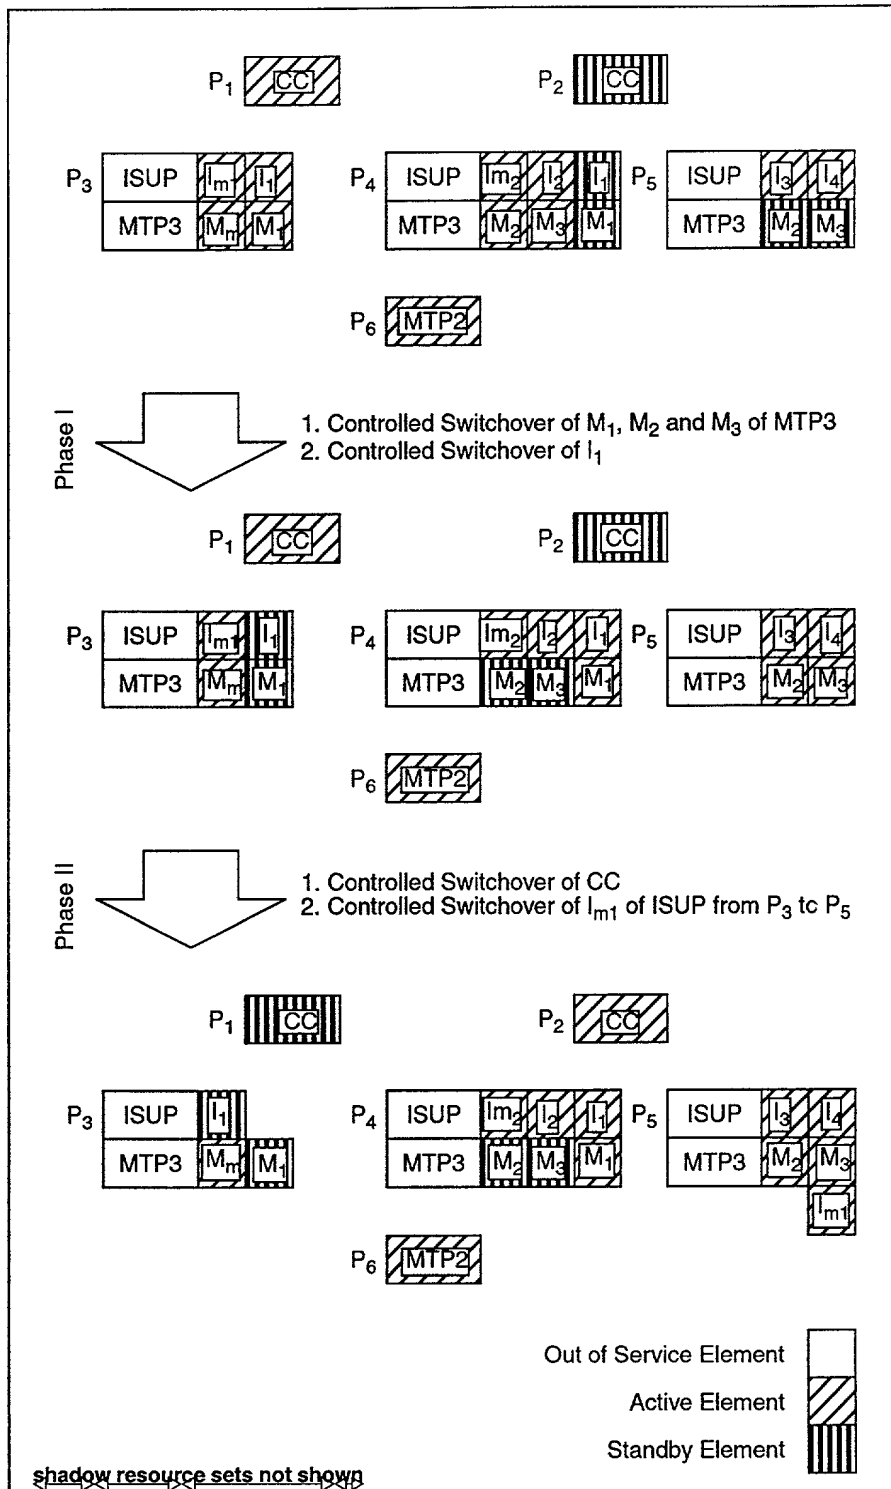 P1 CC P2 CC
P3 ISUP Im1 I1 P4 ISUP Im2 I2 I1 P5 ISUP I3 I4
MTP3 Mm M1 MTP3 M2 M3 M1 MTP3 M2 M3
P6 MTP2
Phase I
1. Controlled Switchover of M1, M2 and M3 of MTP3
2. Controlled Switchover of I1
P1 CC P2 CC
P3 ISUP Im1 I1 P4 ISUP Im2 I2 I1 P5 ISUP I3 I4
MTP3 Mm M1 MTP3 M2 M3 M1 MTP3 M2 M3
P6 MTP2
Phase II
1. Controlled Switchover of CC
2. Controlled Switchover of Im1 of ISUP from P3 tc P5
P1 CC P2 CC
P3 ISUP I1 P4 ISUP Im2 I2 I1 P5 ISUP I3 I4
MTP3 Mm M1 MTP3 M2 M3 M1 MTP3 M2 M3
Im1
P6 MTP2
Out of Service Element
Active Element
Standby Element
shadow resource sets not shown